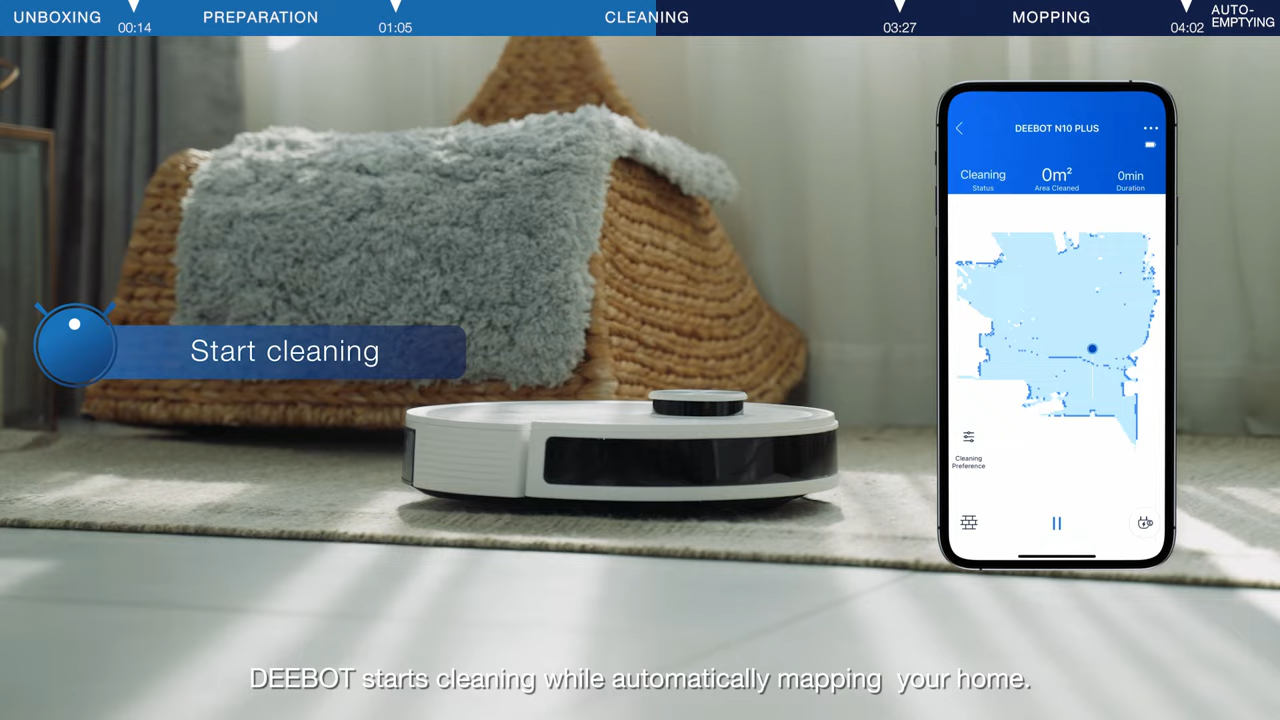 UNBOXING
00:14
PREPARATION
01:05
CLEANING
03:27
MOPPING
04:02
AUTO-
EMPTYING
DEEBOT N10 PLUS
Cleaning
Status
0m²
Area Cleaned
0min
Duration
Start cleaning
Cleaning
Preference
DEEBOT starts cleaning while automatically mapping your home.